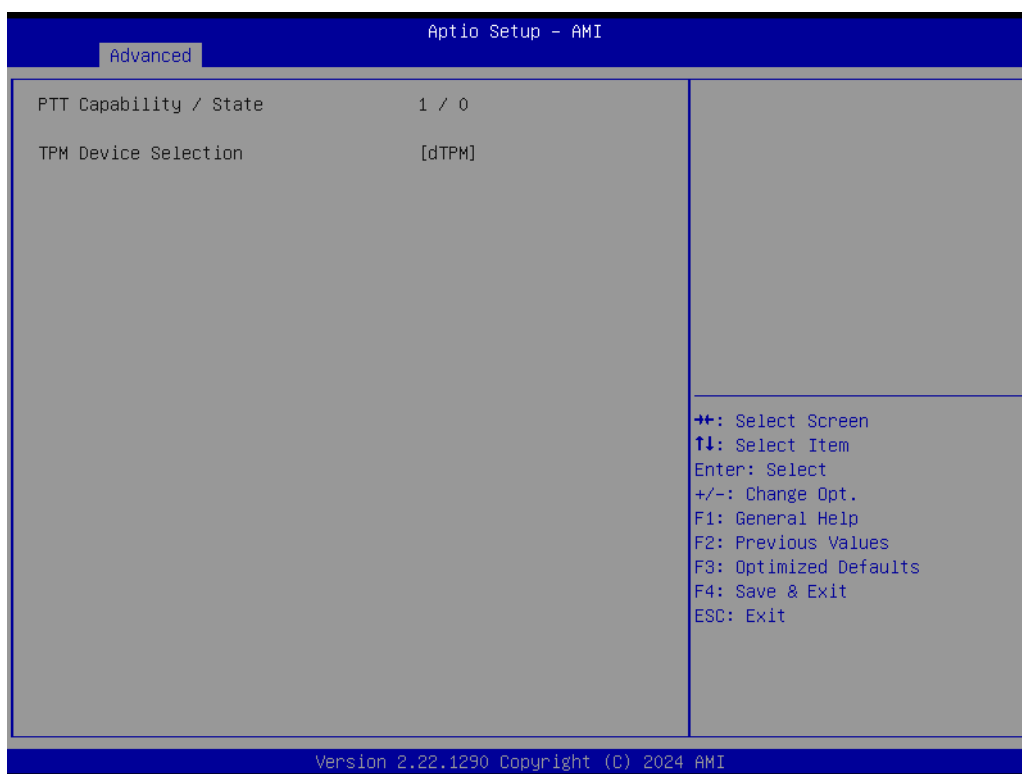 Aptio Setup – AMI
Advanced
PTT Capability / State 1 / 0
TPM Device Selection [dTPM]
→←: Select Screen
↑↓: Select Item
Enter: Select
+/-: Change Opt.
F1: General Help
F2: Previous Values
F3: Optimized Defaults
F4: Save & Exit
ESC: Exit
Version 2.22.1290 Copyright (C) 2024 AMI